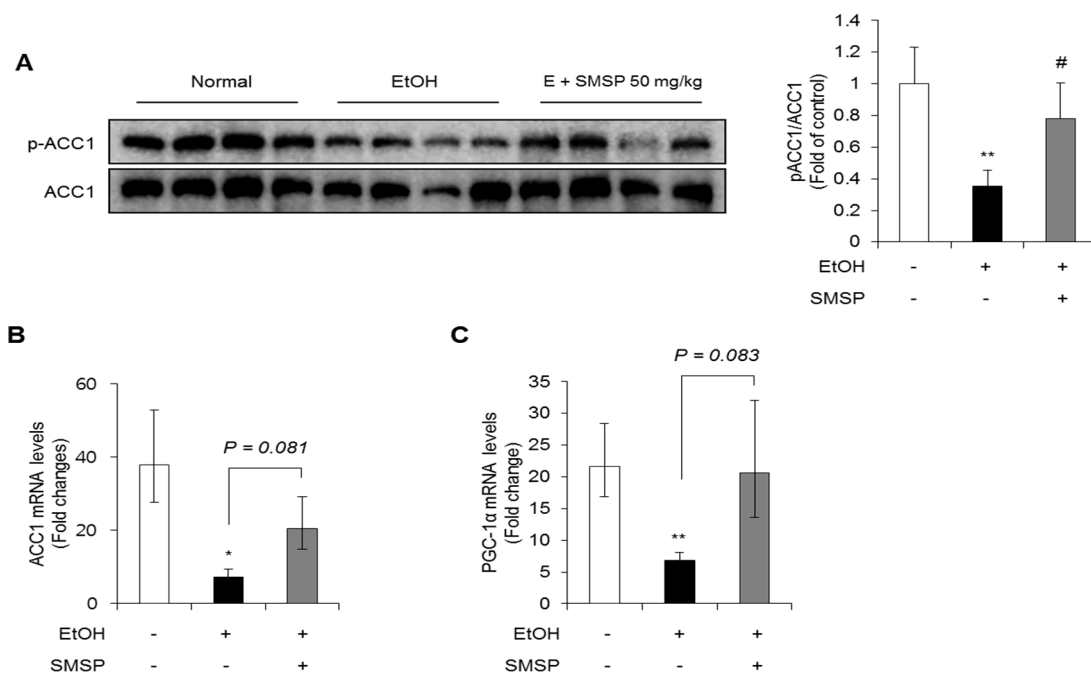 A
Normal
EtOH
E + SMSP 50 mg/kg
p-ACC1
ACC1
pACC1/ACC1
(Fold of control)
1.4
1.2
1
0.8
0.6
0.4
0.2
0
**
#
EtOH - + +
SMSP - - +
B
ACC1 mRNA levels
(Fold changes)
60
40
20
0
*
P = 0.081
EtOH - + +
SMSP - - +
C
PGC-1α mRNA levels
(Fold change)
35
30
25
20
15
10
5
0
**
P = 0.083
EtOH - + +
SMSP - - +